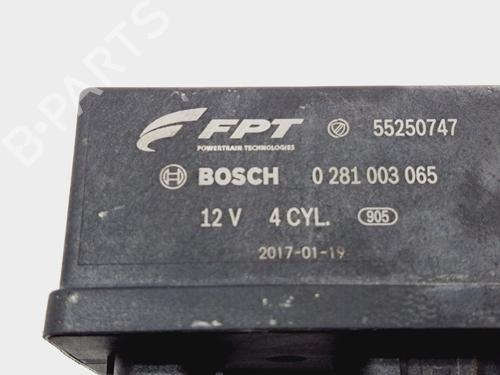 B-PARTS
FPT 55250747
POWERTRAIN TECHNOLOGIES
BOSCH 0 281 003 065
12 V 4 CYL. 905
2017-01-19